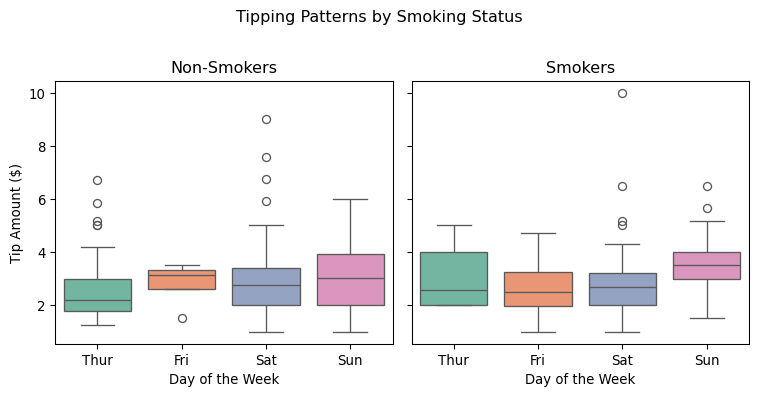 Tipping Patterns by Smoking Status
Non-Smokers
Smokers
Tip Amount ($)
10
8
6
4
2
Thur Fri Sat Sun
Day of the Week
Thur Fri Sat Sun
Day of the Week